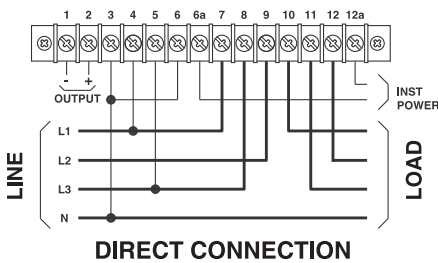 1 2 3 4 5 6 6a 7 8 9 10 11 12 12a
- +
OUTPUT
INST
POWER
LINE
L1
L2
L3
N
LOAD
DIRECT CONNECTION